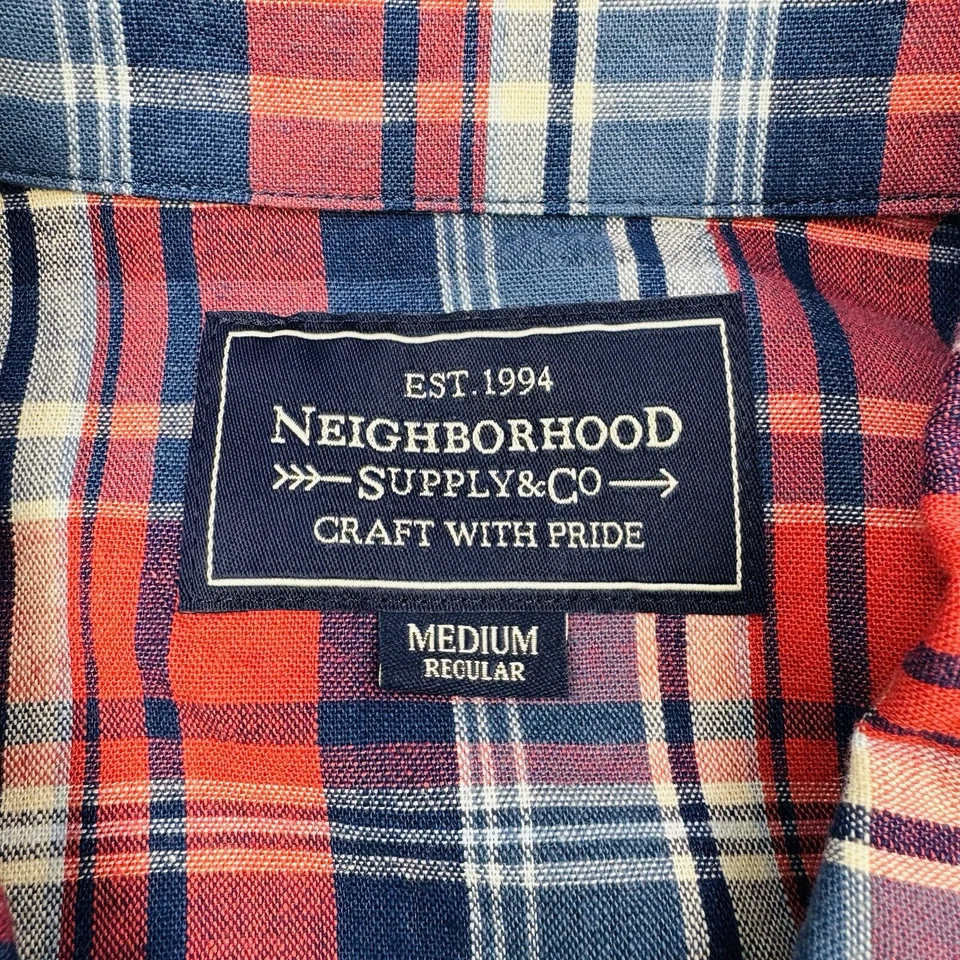 EST.1994
NEIGHBORHOOD
SUPPLY&CO
CRAFT WITH PRIDE
MEDIUM
REGULAR